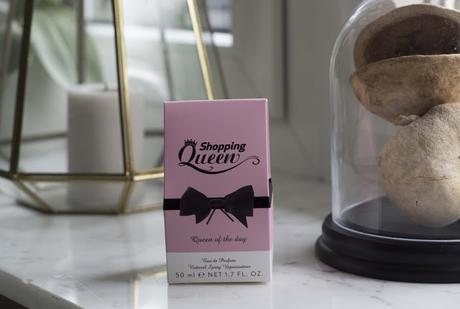 Shopping
Queen
Queen of the day
Eau de Parfum
Natural Spray Vaporisateur
50 ml ℮ NET 1.7 FL. OZ.